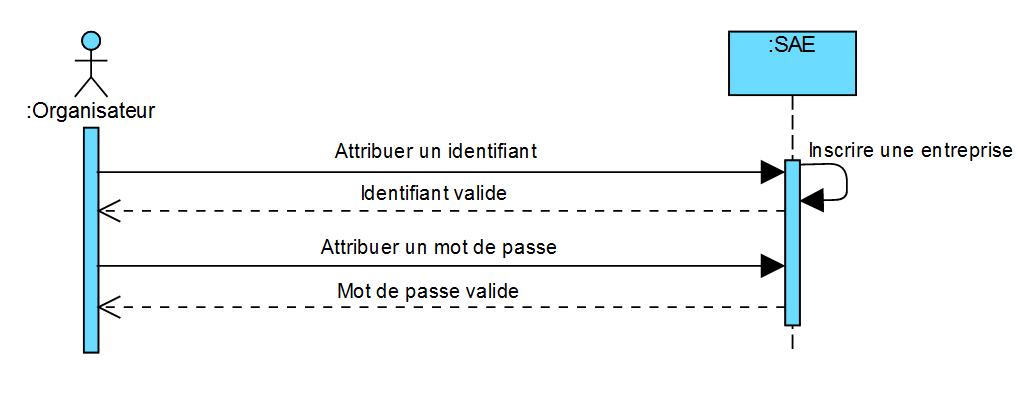 :SAE
:Organisateur
Attribuer un identifiant
Inscrire une entreprise
Identifiant valide
Attribuer un mot de passe
Mot de passe valide